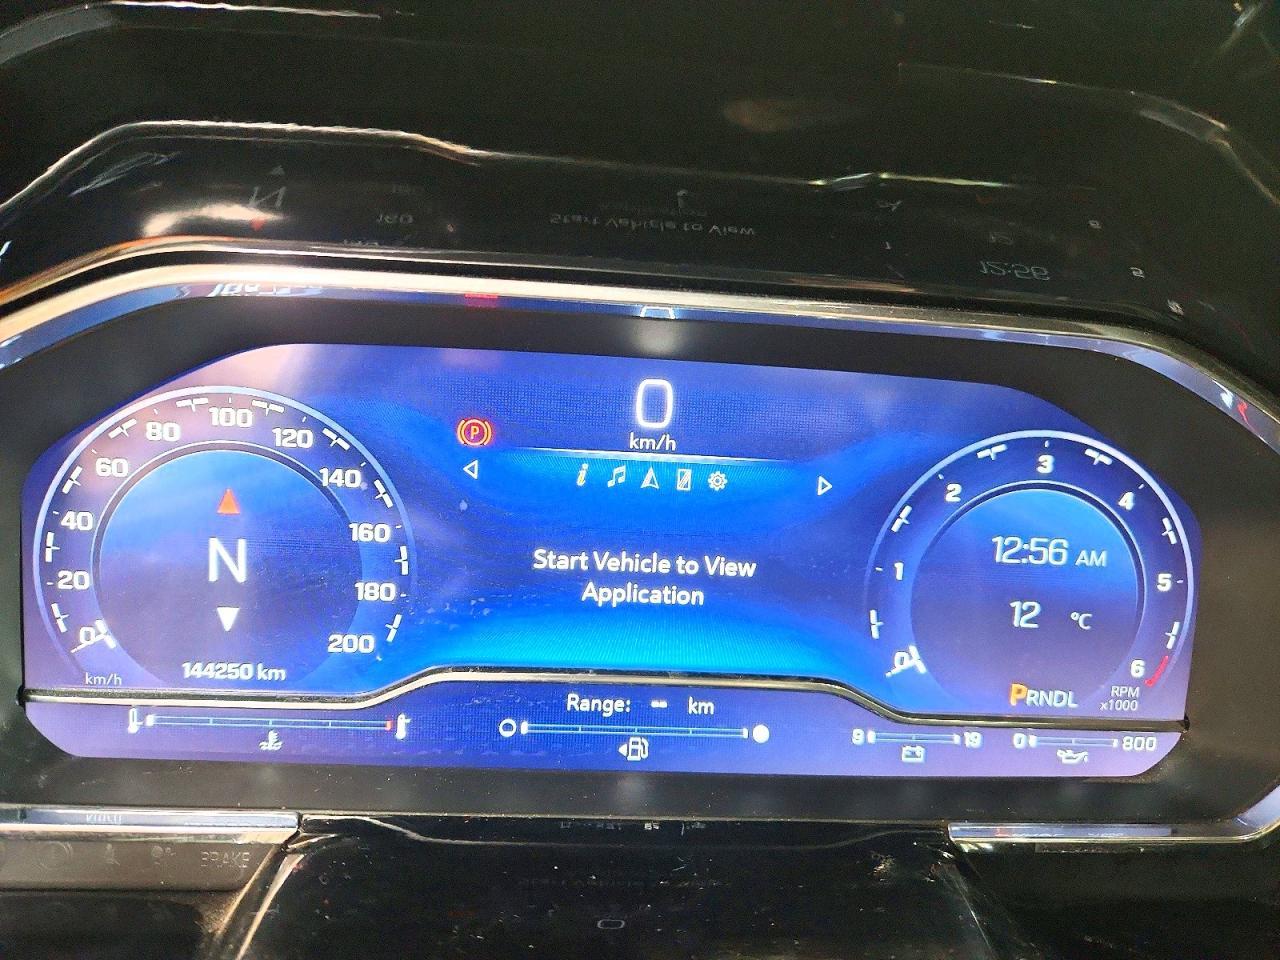 0
km/h
P
Start Vehicle to View
Application
0
20
40
60
80
100
120
140
160
180
200
km/h
N
144250 km
0
1
2
3
4
5
6
12:56 AM
12 °C
PRNDL
RPM
x1000
Range: -- km
9
19
0
800
BRAKE